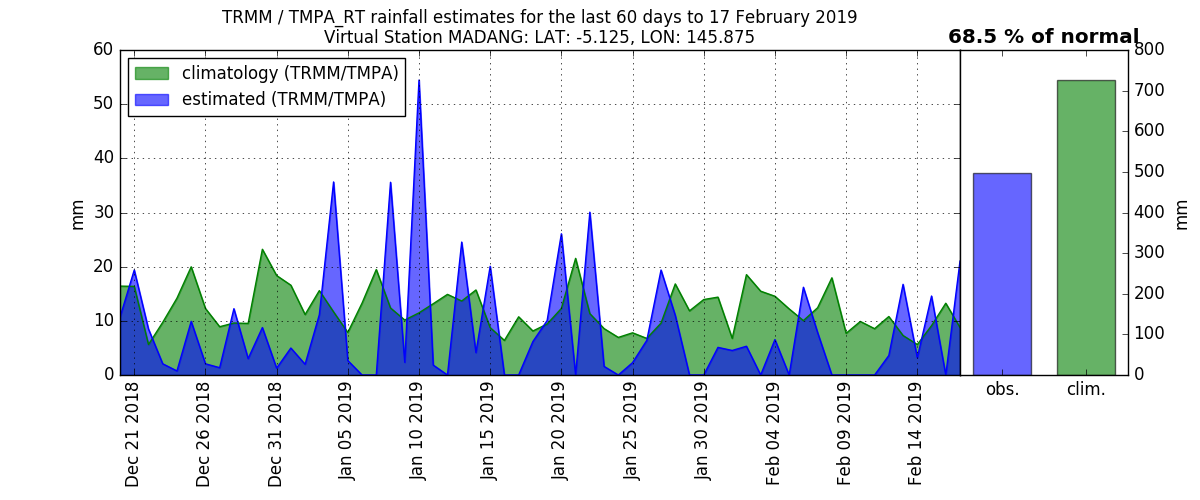 TRMM / TMPA_RT rainfall estimates for the last 60 days to 17 February 2019
Virtual Station MADANG: LAT: -5.125, LON: 145.875
68.5 % of normal
climatology (TRMM/TMPA)
estimated (TRMM/TMPA)
60
50
40
30
20
10
0
mm
Dec 21 2018
Dec 26 2018
Dec 31 2018
Jan 05 2019
Jan 10 2019
Jan 15 2019
Jan 20 2019
Jan 25 2019
Jan 30 2019
Feb 04 2019
Feb 09 2019
Feb 14 2019
obs.
clim.
800
700
600
500
400
300
200
100
0
mm